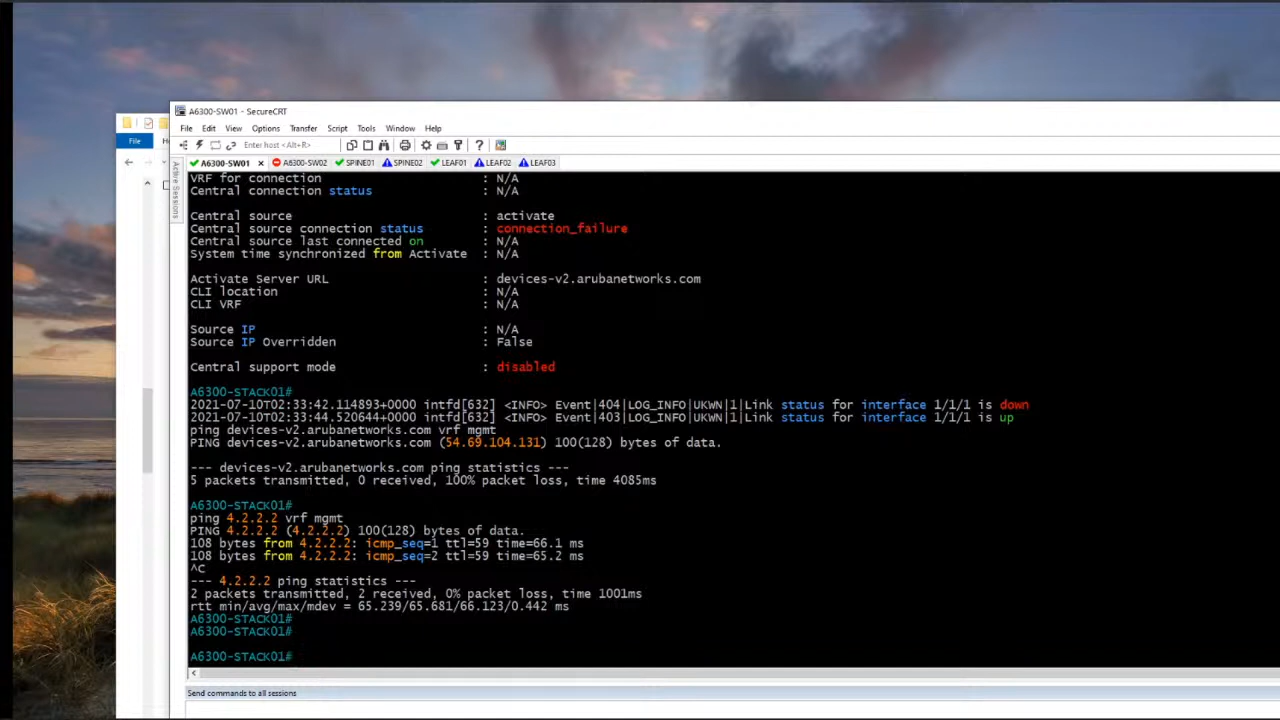 A6300-SW01 - SecureCRT
File Edit View Options Transfer Script Tools Window Help
File
Enter host <Alt+R>
A6300-SW01 A6300-SW02 SPINE01 SPINE02 LEAF01 LEAF02 LEAF03
Active Sessions
VRF for connection : N/A
Central connection status : N/A
Central source : activate
Central source connection status : connection_failure
Central source last connected on : N/A
System time synchronized from Activate : N/A
Activate Server URL : devices-v2.arubanetworks.com
CLI location : N/A
CLI VRF : N/A
Source IP : N/A
Source IP Overridden : False
Central support mode : disabled
A6300-STACK01#
2021-07-10T02:33:42.114893+0000 intfd[632] <INFO> Event|404|LOG_INFO|UKWN|1|Link status for interface 1/1/1 is down
2021-07-10T02:33:44.520644+0000 intfd[632] <INFO> Event|403|LOG_INFO|UKWN|1|Link status for interface 1/1/1 is up
ping devices-v2.arubanetworks.com vrf mgmt
PING devices-v2.arubanetworks.com (54.69.104.131) 100(128) bytes of data.
--- devices-v2.arubanetworks.com ping statistics ---
5 packets transmitted, 0 received, 100% packet loss, time 4085ms
A6300-STACK01#
ping 4.2.2.2 vrf mgmt
PING 4.2.2.2 (4.2.2.2) 100(128) bytes of data.
108 bytes from 4.2.2.2: icmp_seq=1 ttl=59 time=66.1 ms
108 bytes from 4.2.2.2: icmp_seq=2 ttl=59 time=65.2 ms
^C
--- 4.2.2.2 ping statistics ---
2 packets transmitted, 2 received, 0% packet loss, time 1001ms
rtt min/avg/max/mdev = 65.239/65.681/66.123/0.442 ms
A6300-STACK01#
A6300-STACK01#
A6300-STACK01#
Send commands to all sessions